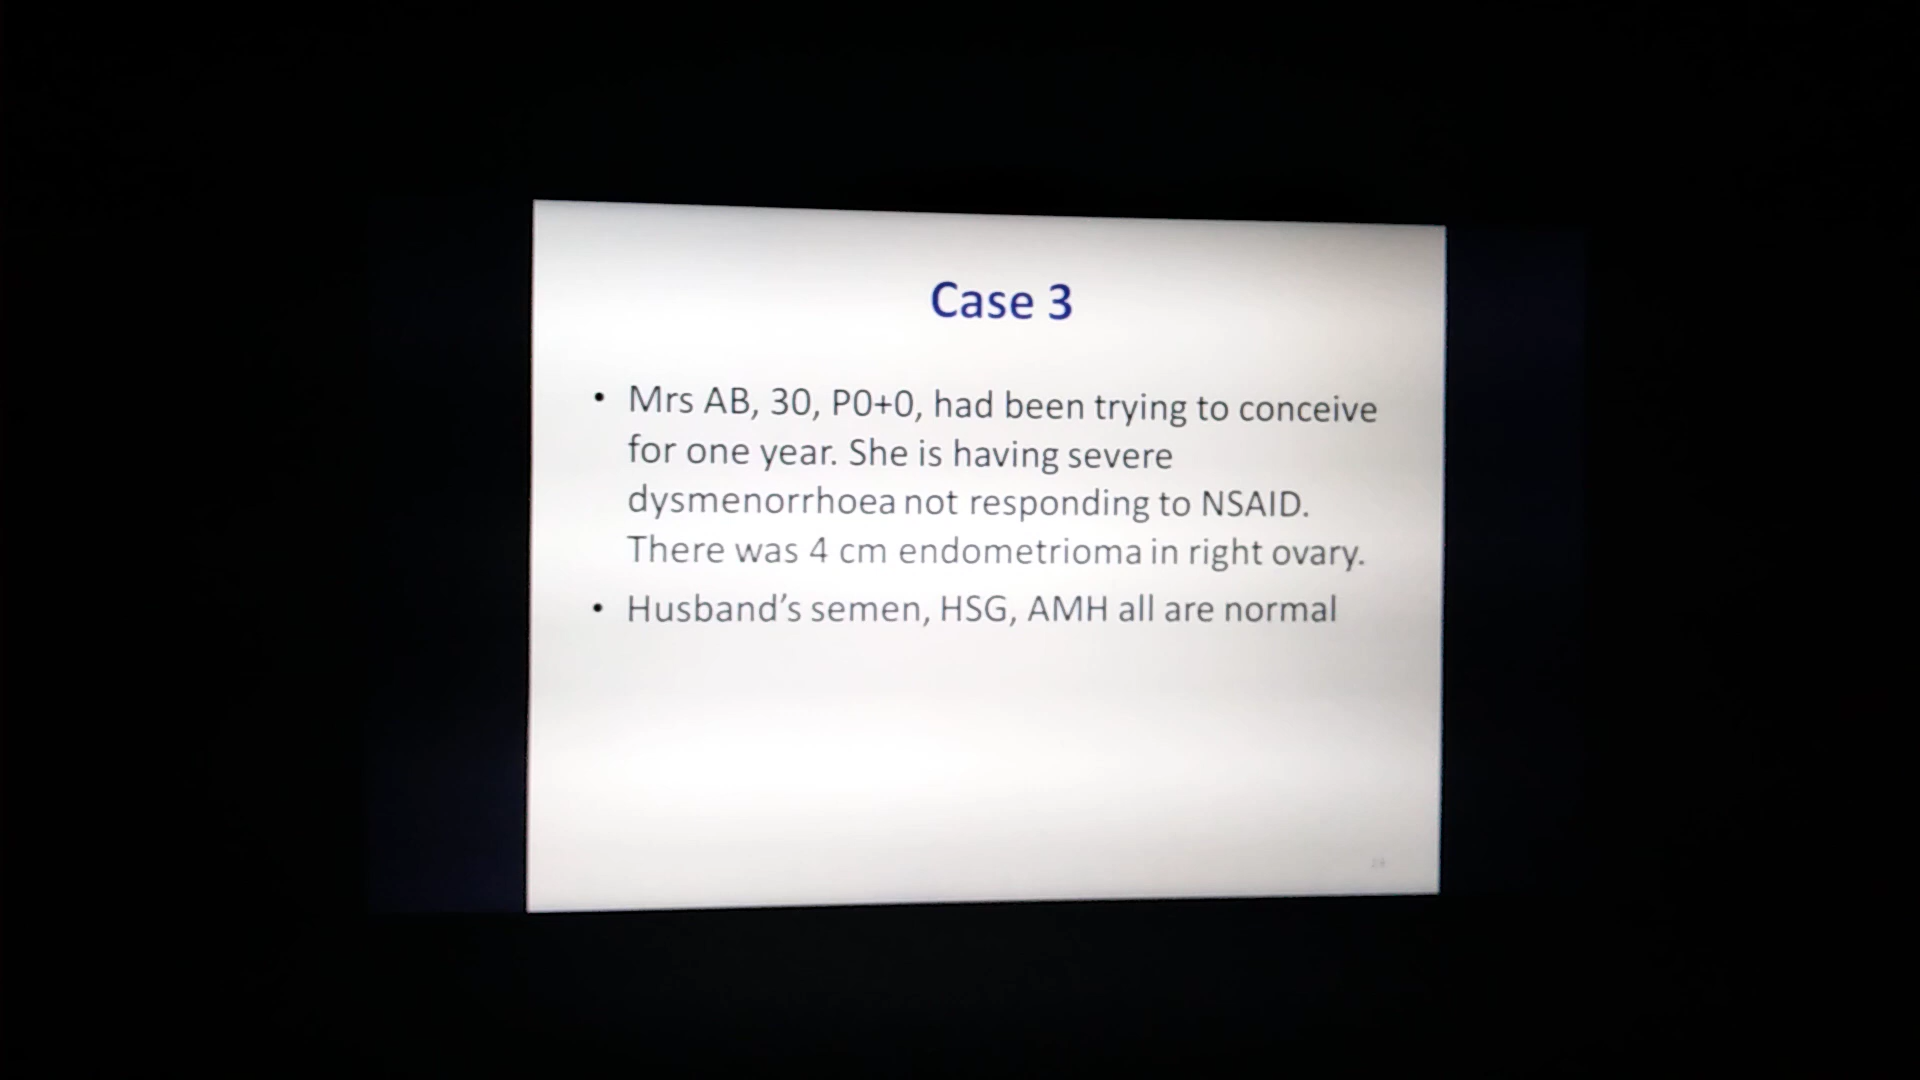 Case 3
• Mrs AB, 30, P0+0, had been trying to conceive
for one year. She is having severe
dysmenorrhoea not responding to NSAID.
There was 4 cm endometrioma in right ovary.
• Husband's semen, HSG, AMH all are normal